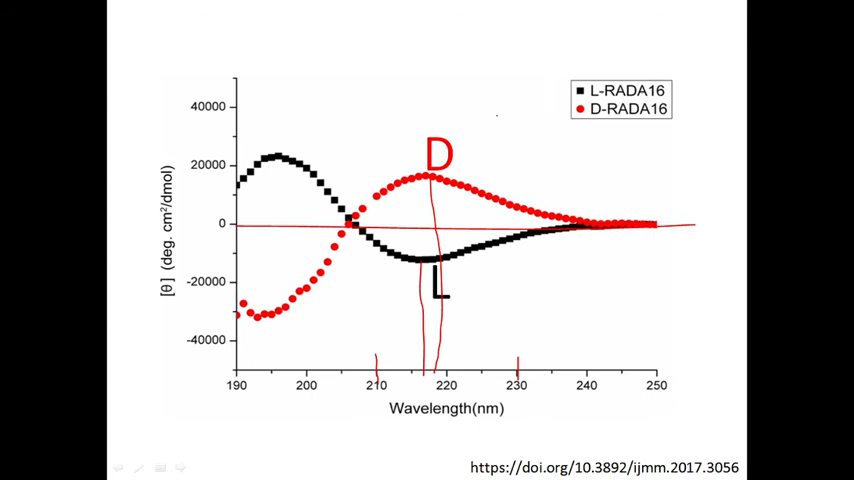 L-RADA16
D-RADA16
40000
20000
0
-20000
-40000
[θ] (deg. cm²/dmol)
D
L
190 200 210 220 230 240 250
Wavelength(nm)
https://doi.org/10.3892/ijmm.2017.3056